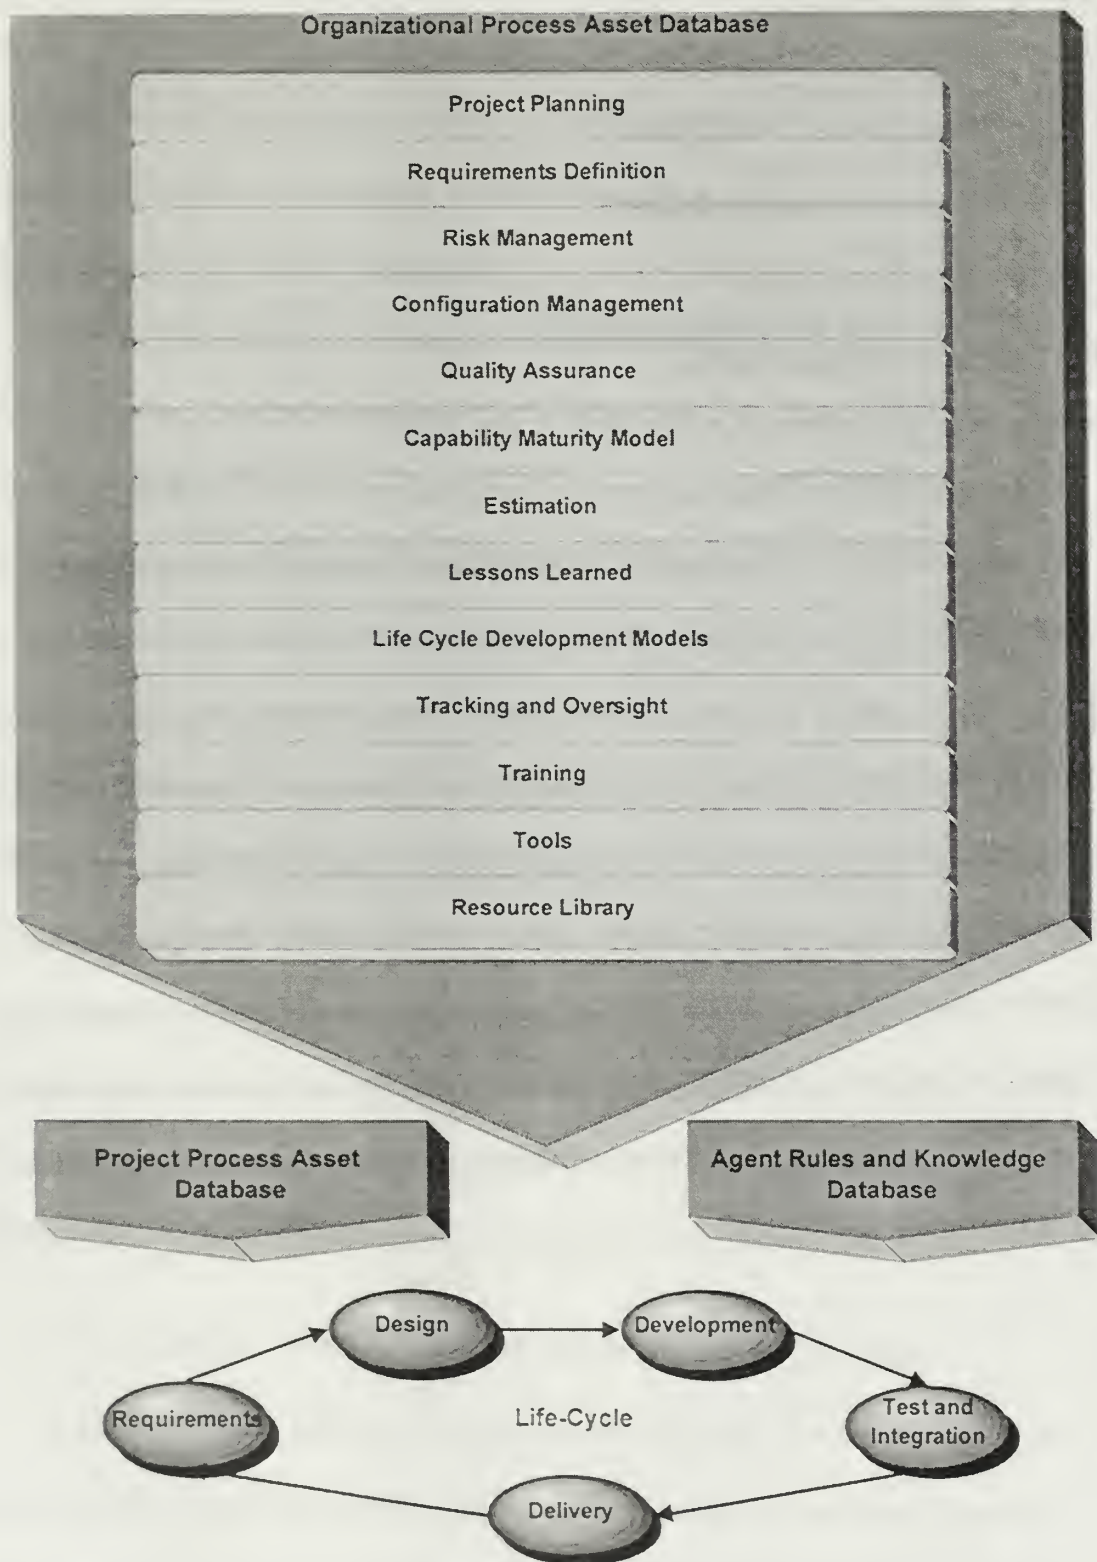 Organizational Process Asset Database
Project Planning
Requirements Definition
Risk Management
Configuration Management
Quality Assurance
Capability Maturity Model
Estimation
Lessons Learned
Life Cycle Development Models
Tracking and Oversight
Training
Tools
Resource Library
Project Process Asset
Database
Agent Rules and Knowledge
Database
Design
Development
Requirements
Life-Cycle
Test and
Integration
Delivery